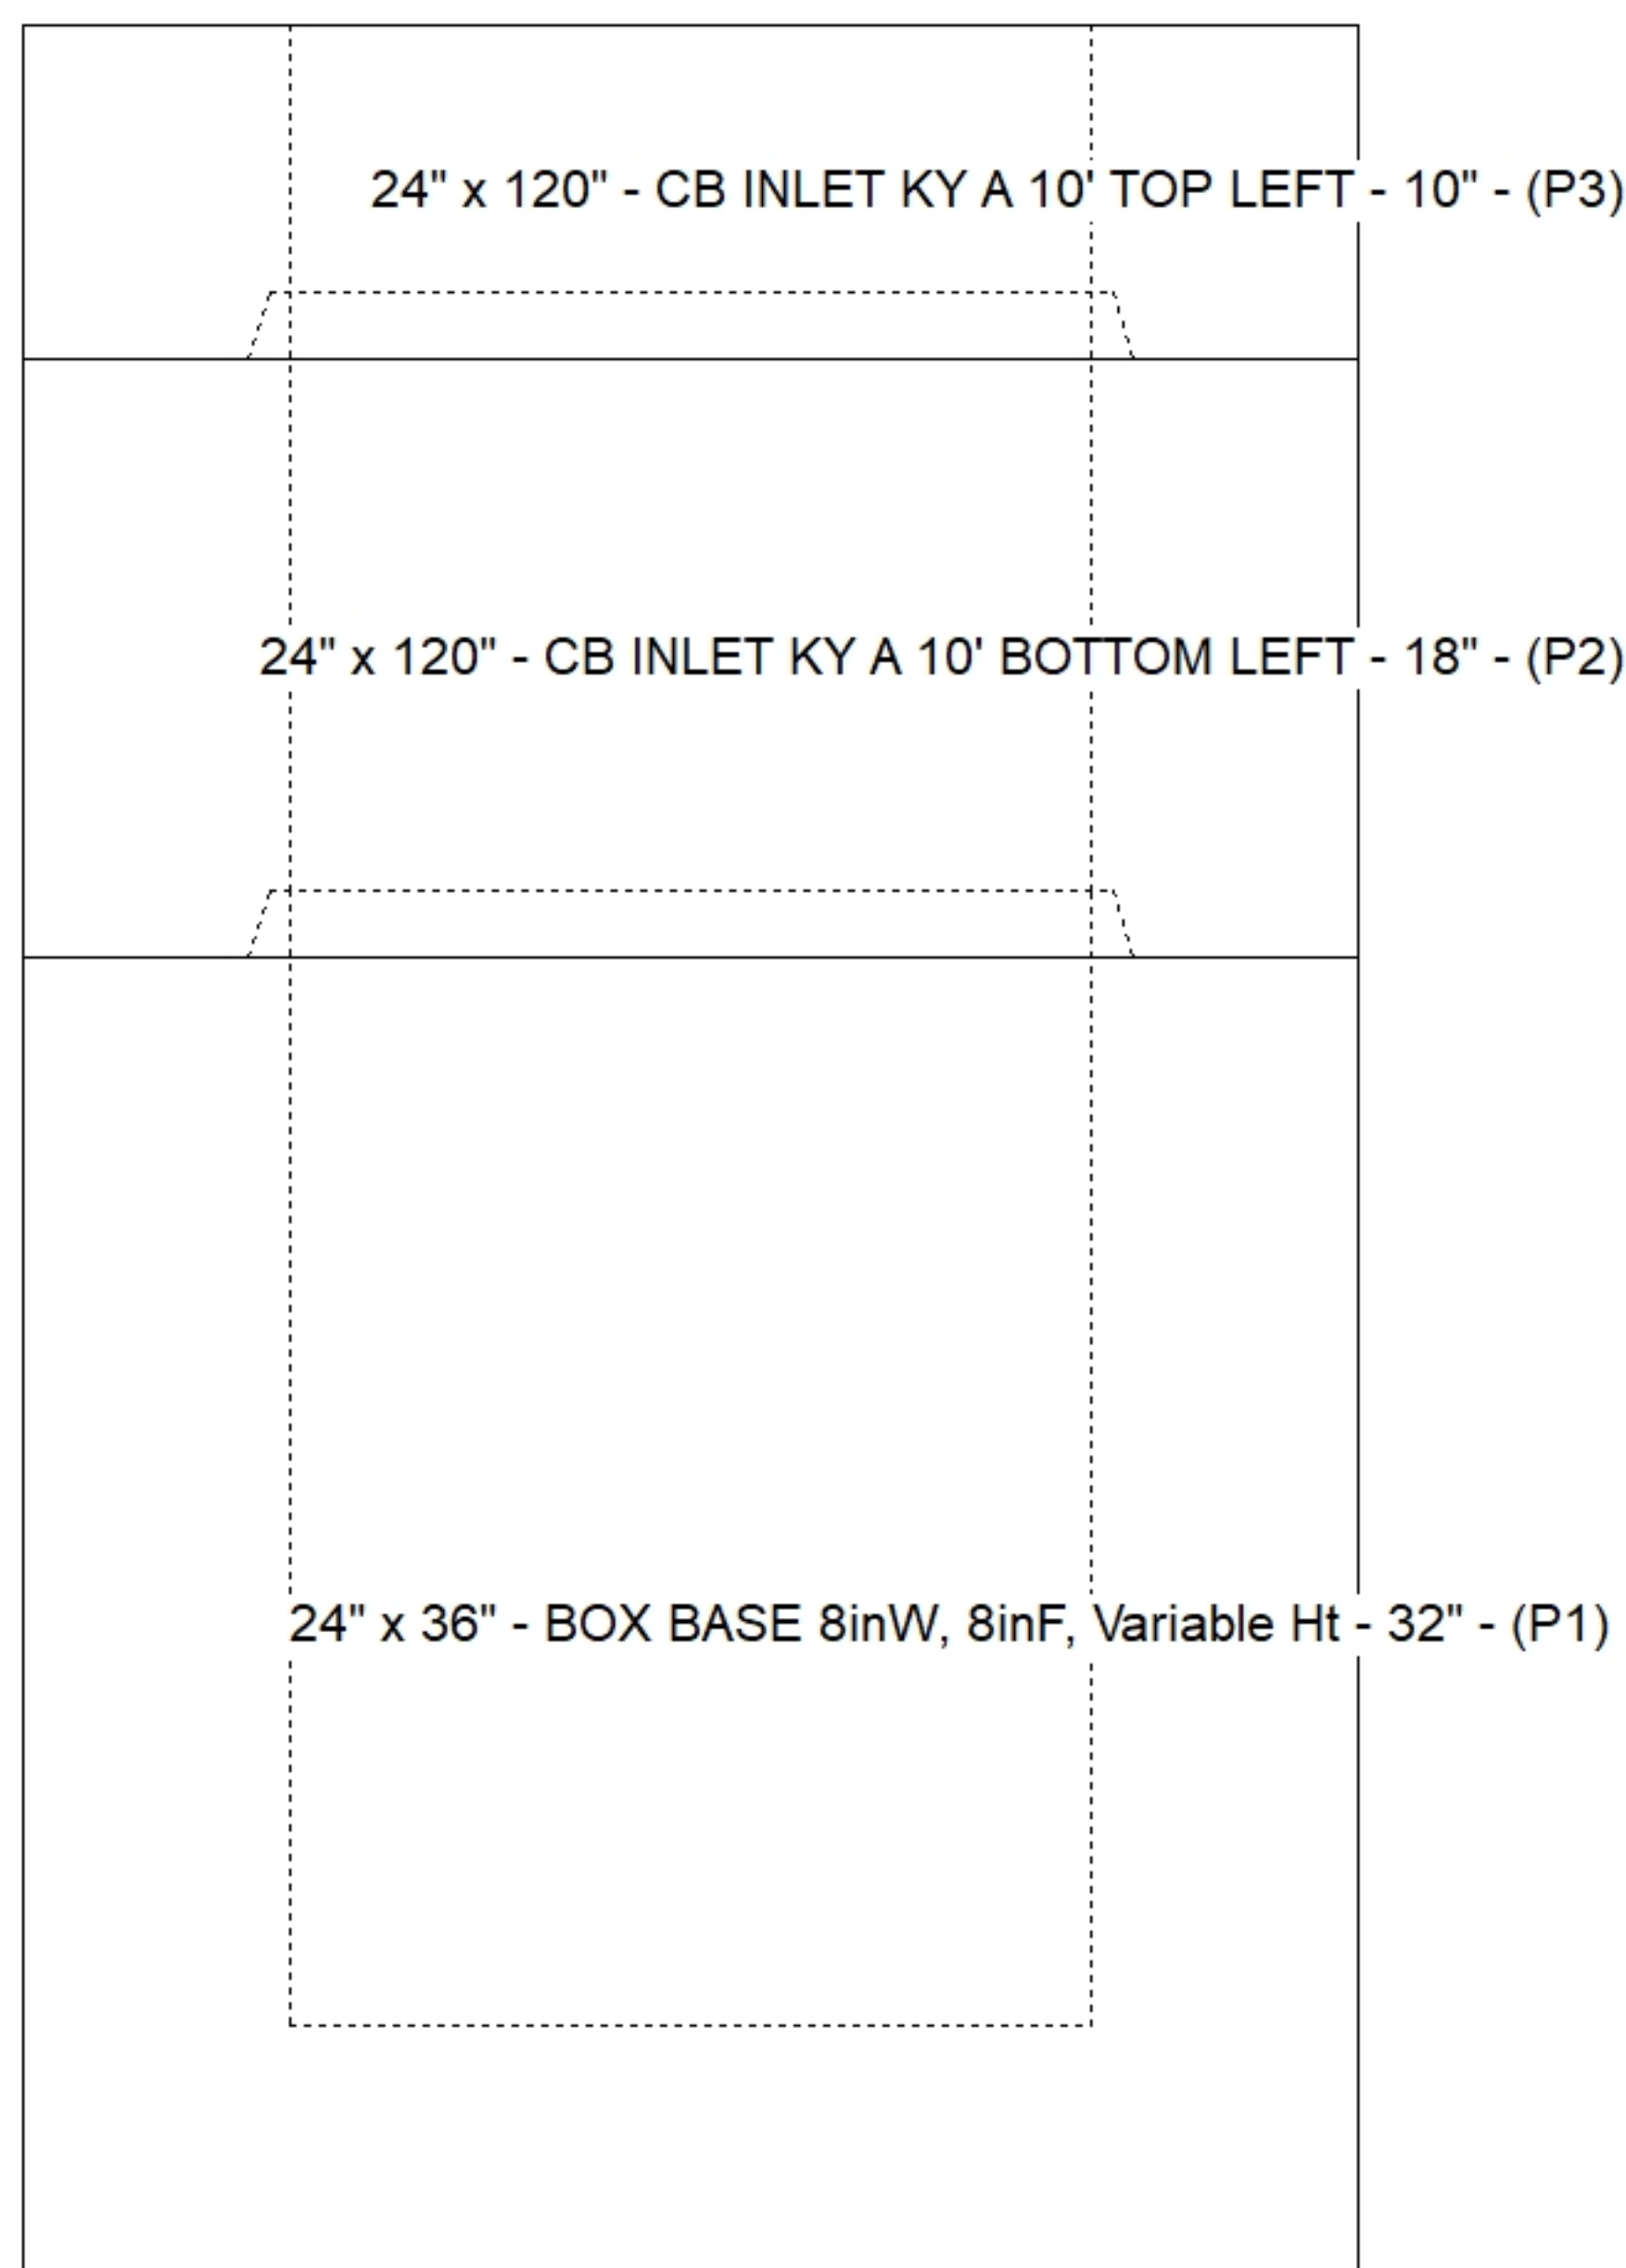 24" x 120" - CB INLET KY A 10' TOP LEFT - 10" - (P3)
24" x 120" - CB INLET KY A 10' BOTTOM LEFT - 18" - (P2)
24" x 36" - BOX BASE 8inW, 8inF, Variable Ht - 32" - (P1)